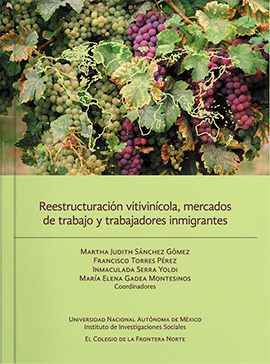 Reestructuración vitivinícola, mercados
de trabajo y trabajadores inmigrantes
Martha Judith Sánchez Gómez
Francisco Torres Pérez
Inmaculada Serra Yoldi
María Elena Gadea Montesinos
Coordinadores
Universidad Nacional Autónoma de México
Instituto de Investigaciones Sociales
El Colegio de la Frontera Norte